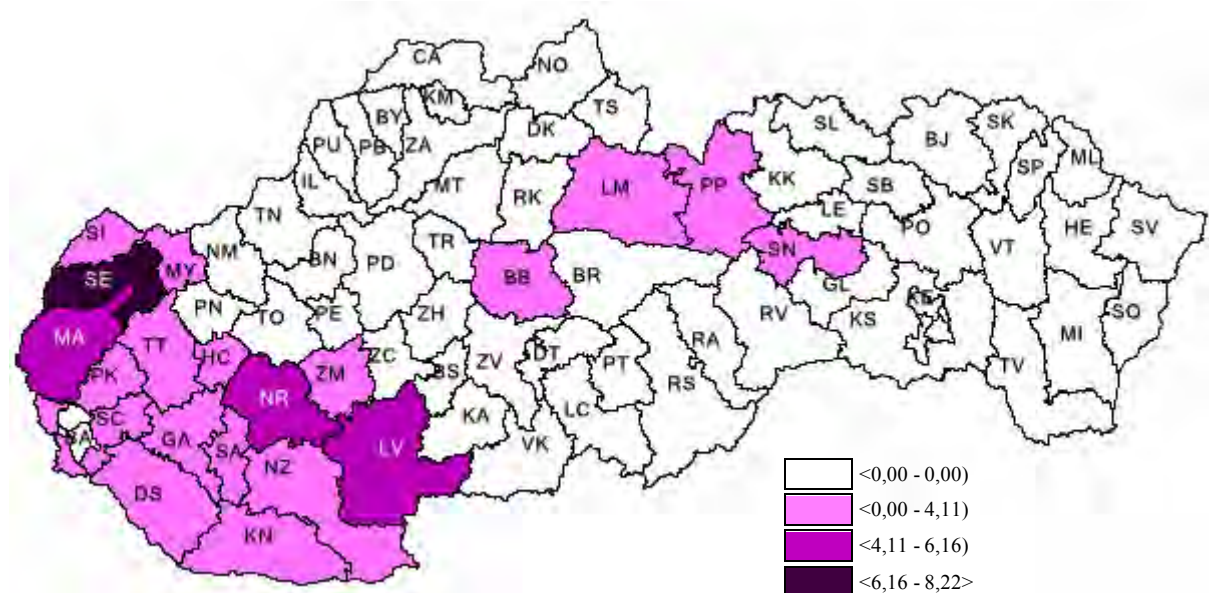 CA
NO
KM
TS
BY
DK
SL
SK
PU
PB
ZA
BJ
ML
SP
IL
MT
RK
LM
PP
KK
SB
LE
TN
PO
HE
SV
SI
NM
TR
SN
VT
MY
BN
PD
SE
BB
BR
GL
PN
TO
PE
ZH
RV
KS
SO
MA
TT
HC
ZC
ZV
DT
RA
MI
PK
ZM
BS
PT
TV
NR
RS
SC
KA
LC
GA
SA
LV
VK
NZ
DS
KN
<0,00 - 0,00)
<0,00 - 4,11)
<4,11 - 6,16)
<6,16 - 8,22>